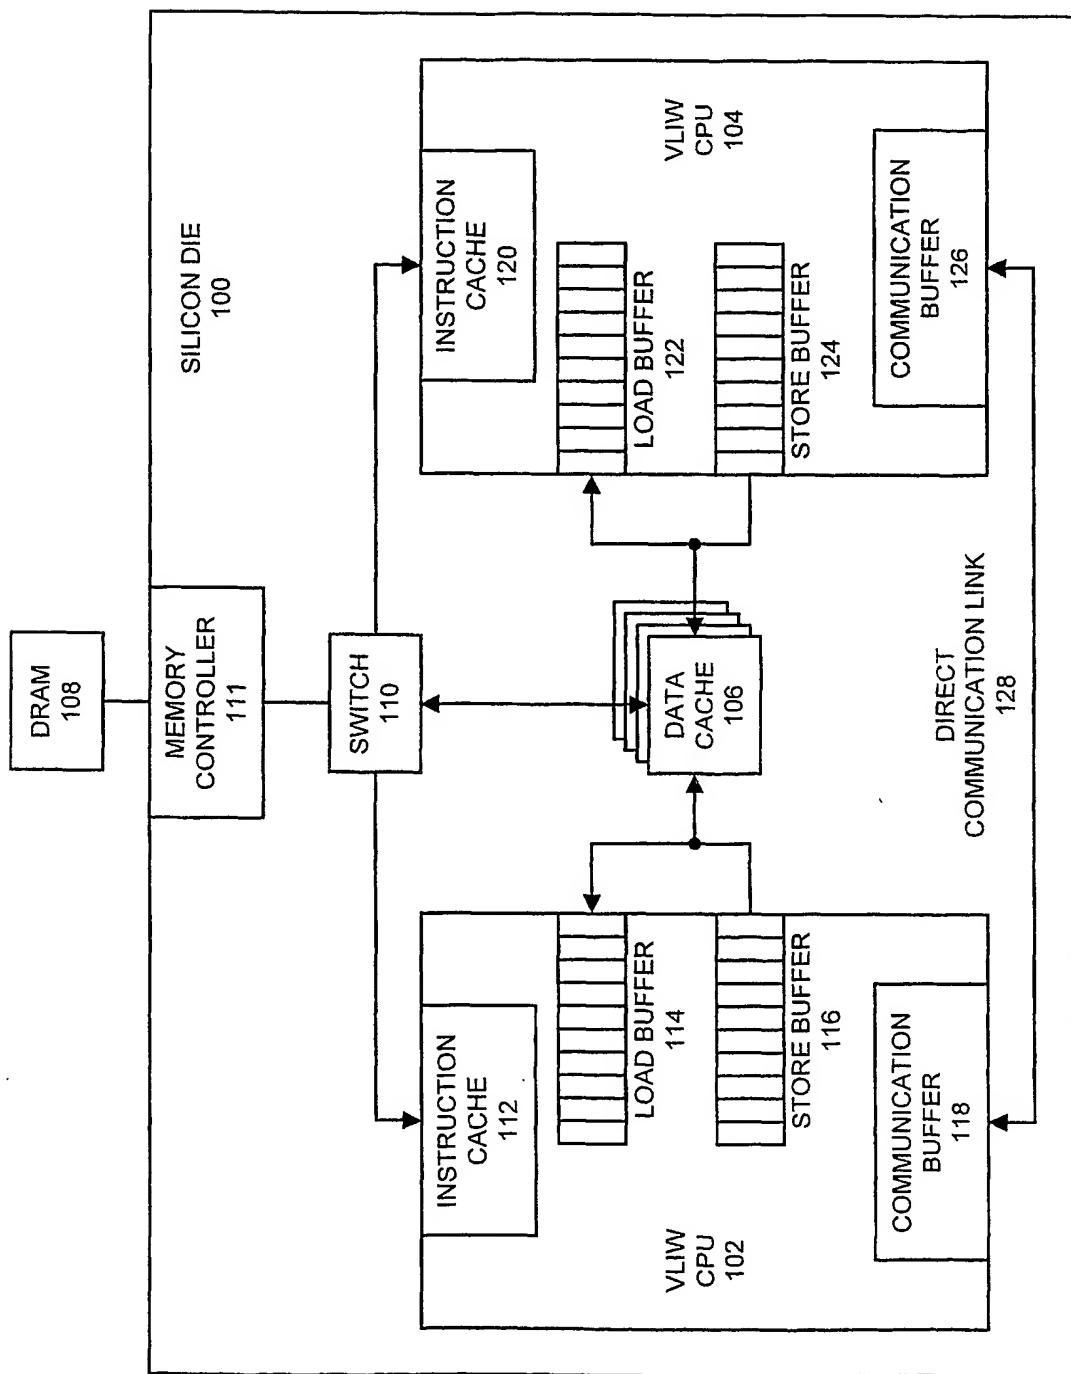 DRAM
108
SILICON DIE
100
MEMORY
CONTROLLER
111
SWITCH
110
INSTRUCTION
CACHE
112
INSTRUCTION
CACHE
120
LOAD BUFFER
114
LOAD BUFFER
122
DATA
CACHE
106
STORE BUFFER
116
STORE BUFFER
124
VLIW
CPU
102
VLIW
CPU
104
COMMUNICATION
BUFFER
118
COMMUNICATION
BUFFER
126
DIRECT
COMMUNICATION LINK
128